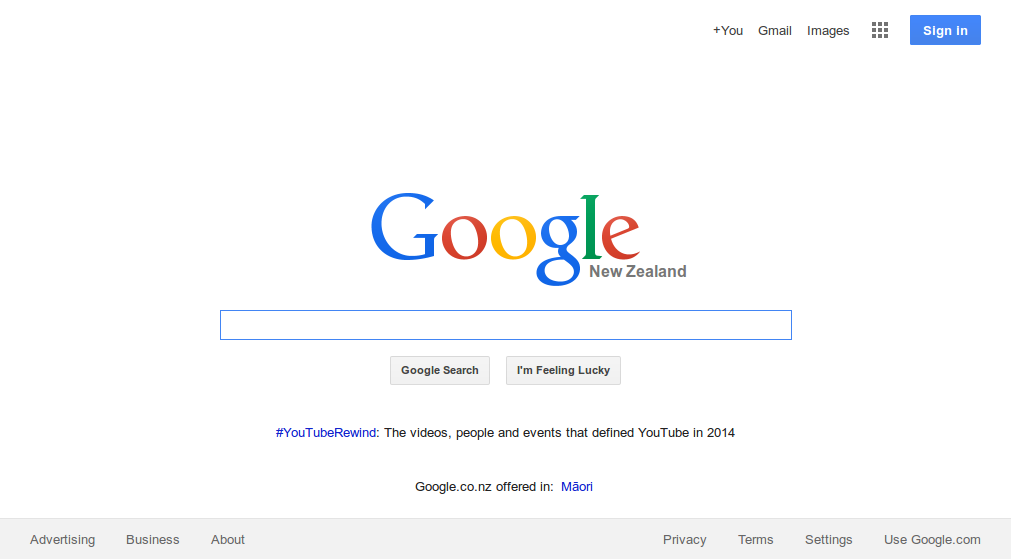 +You Gmail Images Sign in
Google
New Zealand
Google Search I'm Feeling Lucky
#YouTubeRewind: The videos, people and events that defined YouTube in 2014
Google.co.nz offered in: Māori
Advertising Business About Privacy Terms Settings Use Google.com